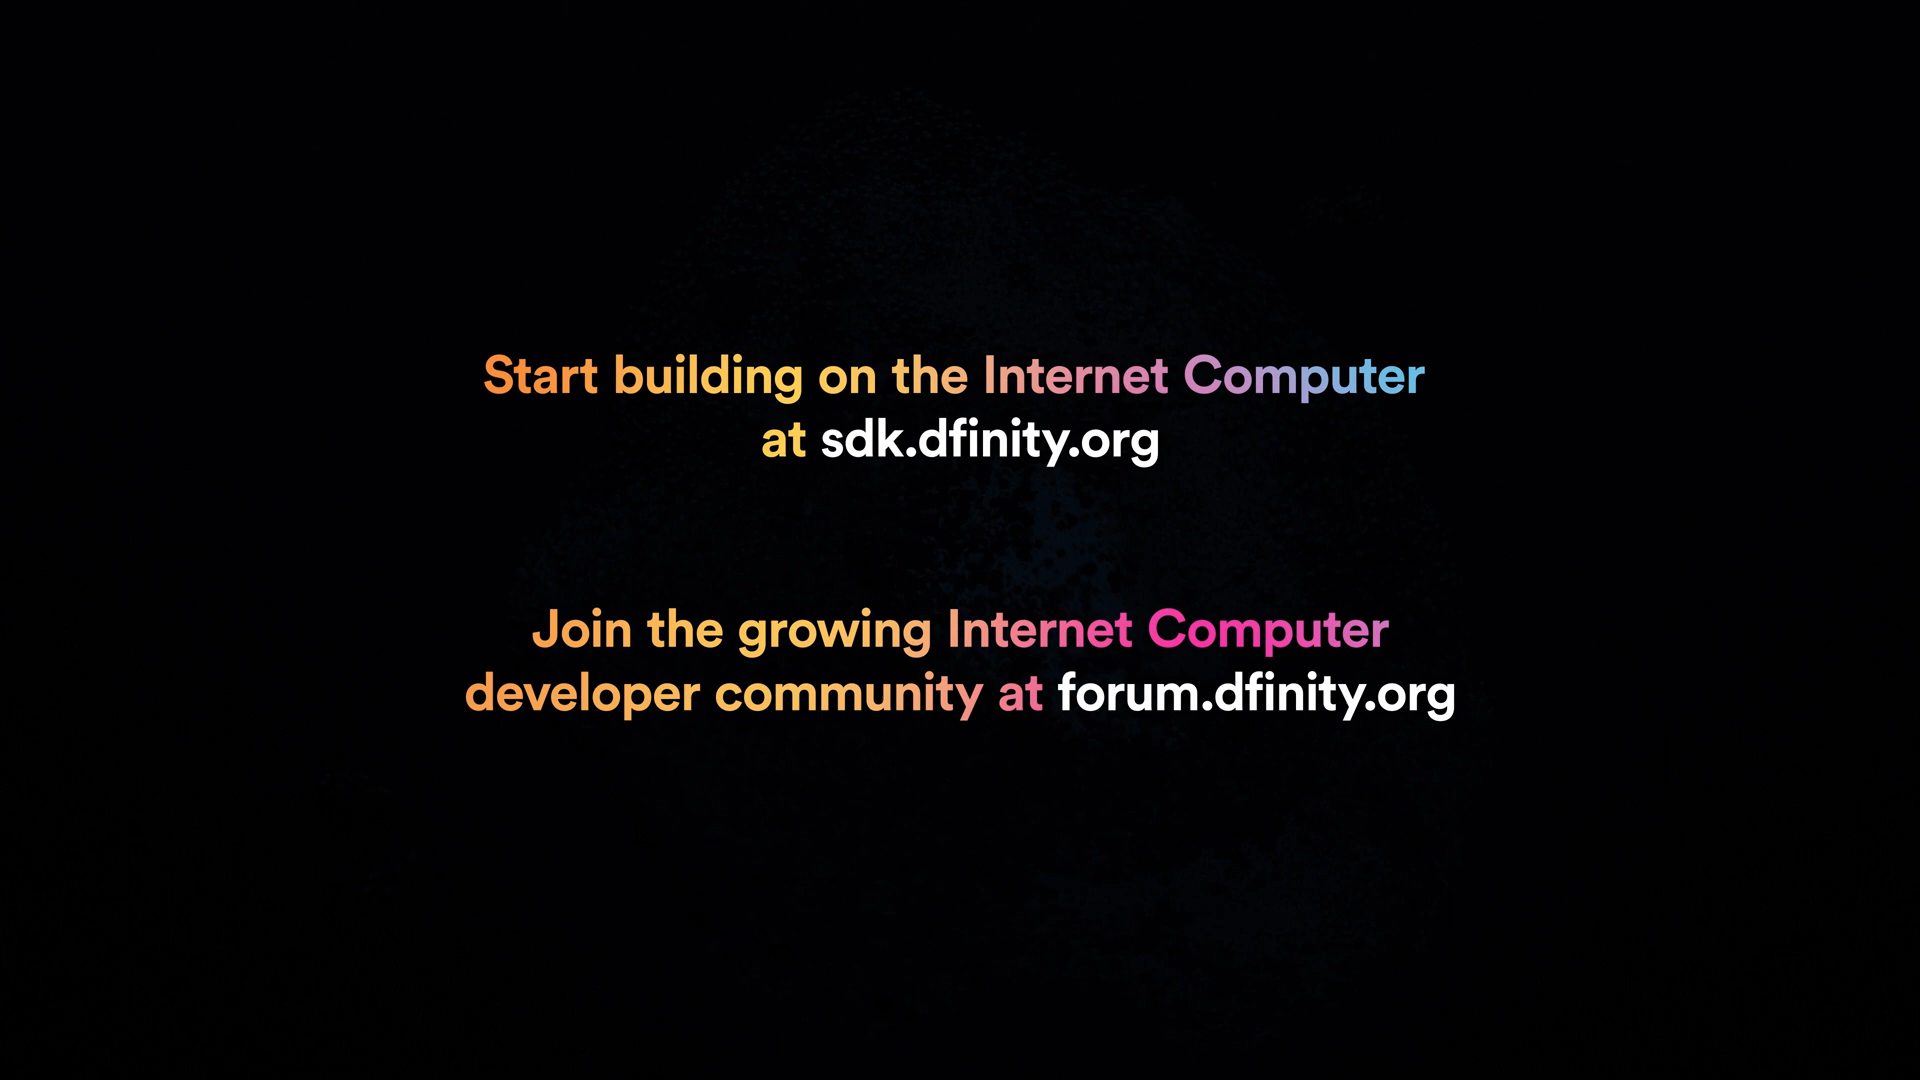 Start building on the Internet Computer
at sdk.dfinity.org
Join the growing Internet Computer
developer community at forum.dfinity.org